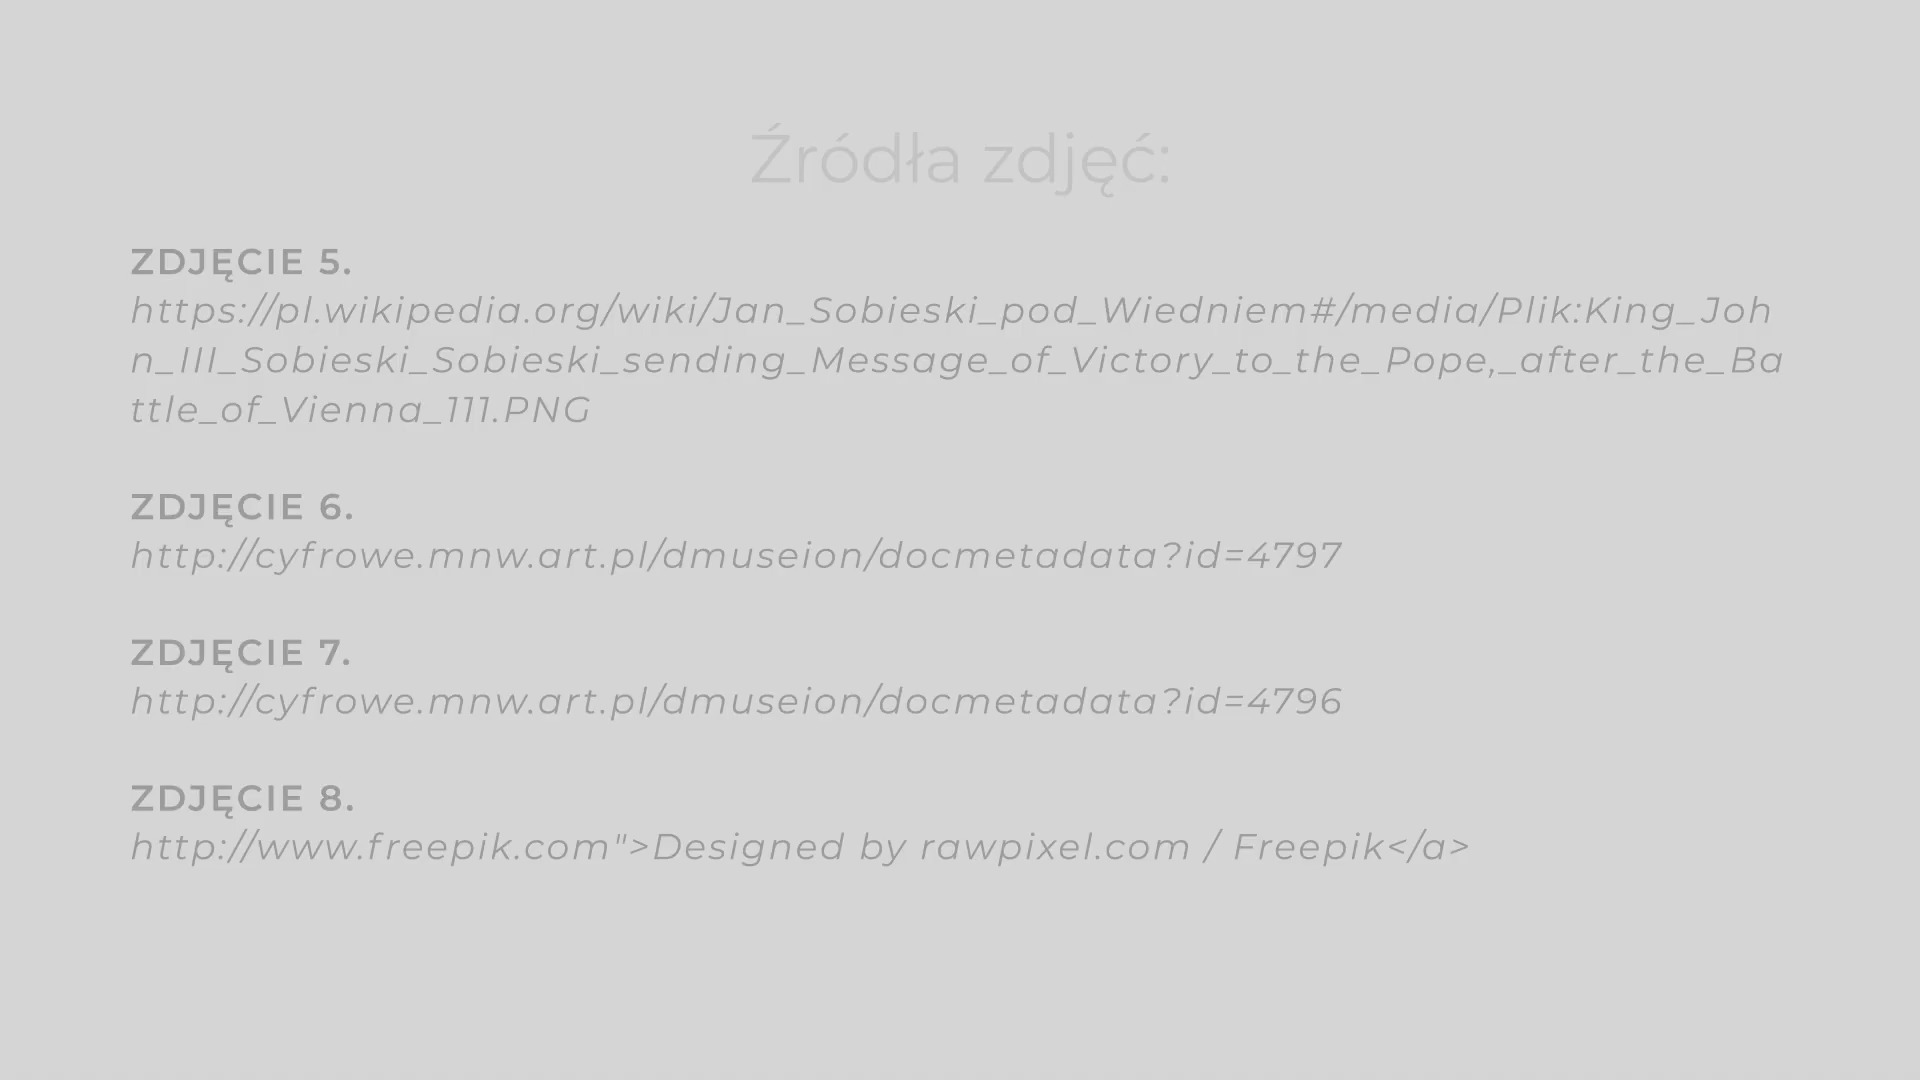 Źródła zdjęć:
ZDJĘCIE 5.
https://pl.wikipedia.org/wiki/Jan_Sobieski_pod_Wiedniem#/media/Plik:King_Joh
n_III_Sobieski_Sobieski_sending_Message_of_Victory_to_the_Pope,_after_the_Ba
ttle_of_Vienna_111.PNG
ZDJĘCIE 6.
http://cyfrowe.mnw.art.pl/dmuseion/docmetadata?id=4797
ZDJĘCIE 7.
http://cyfrowe.mnw.art.pl/dmuseion/docmetadata?id=4796
ZDJĘCIE 8.
http://www.freepik.com">Designed by rawpixel.com / Freepik</a>